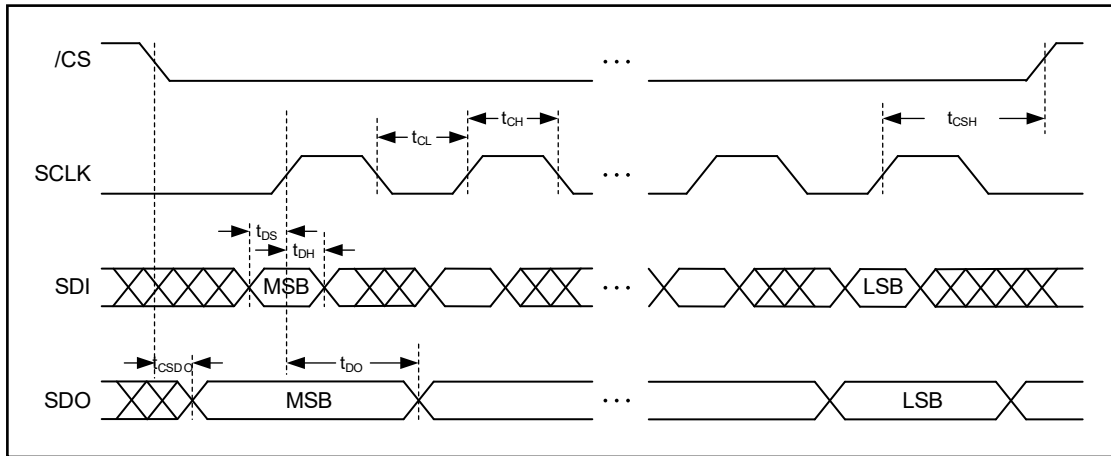 /CS
...
tCL
tCH
tCSH
SCLK
...
tDS
tDH
SDI
MSB
...
LSB
tCSDO
tDO
SDO
MSB
...
LSB